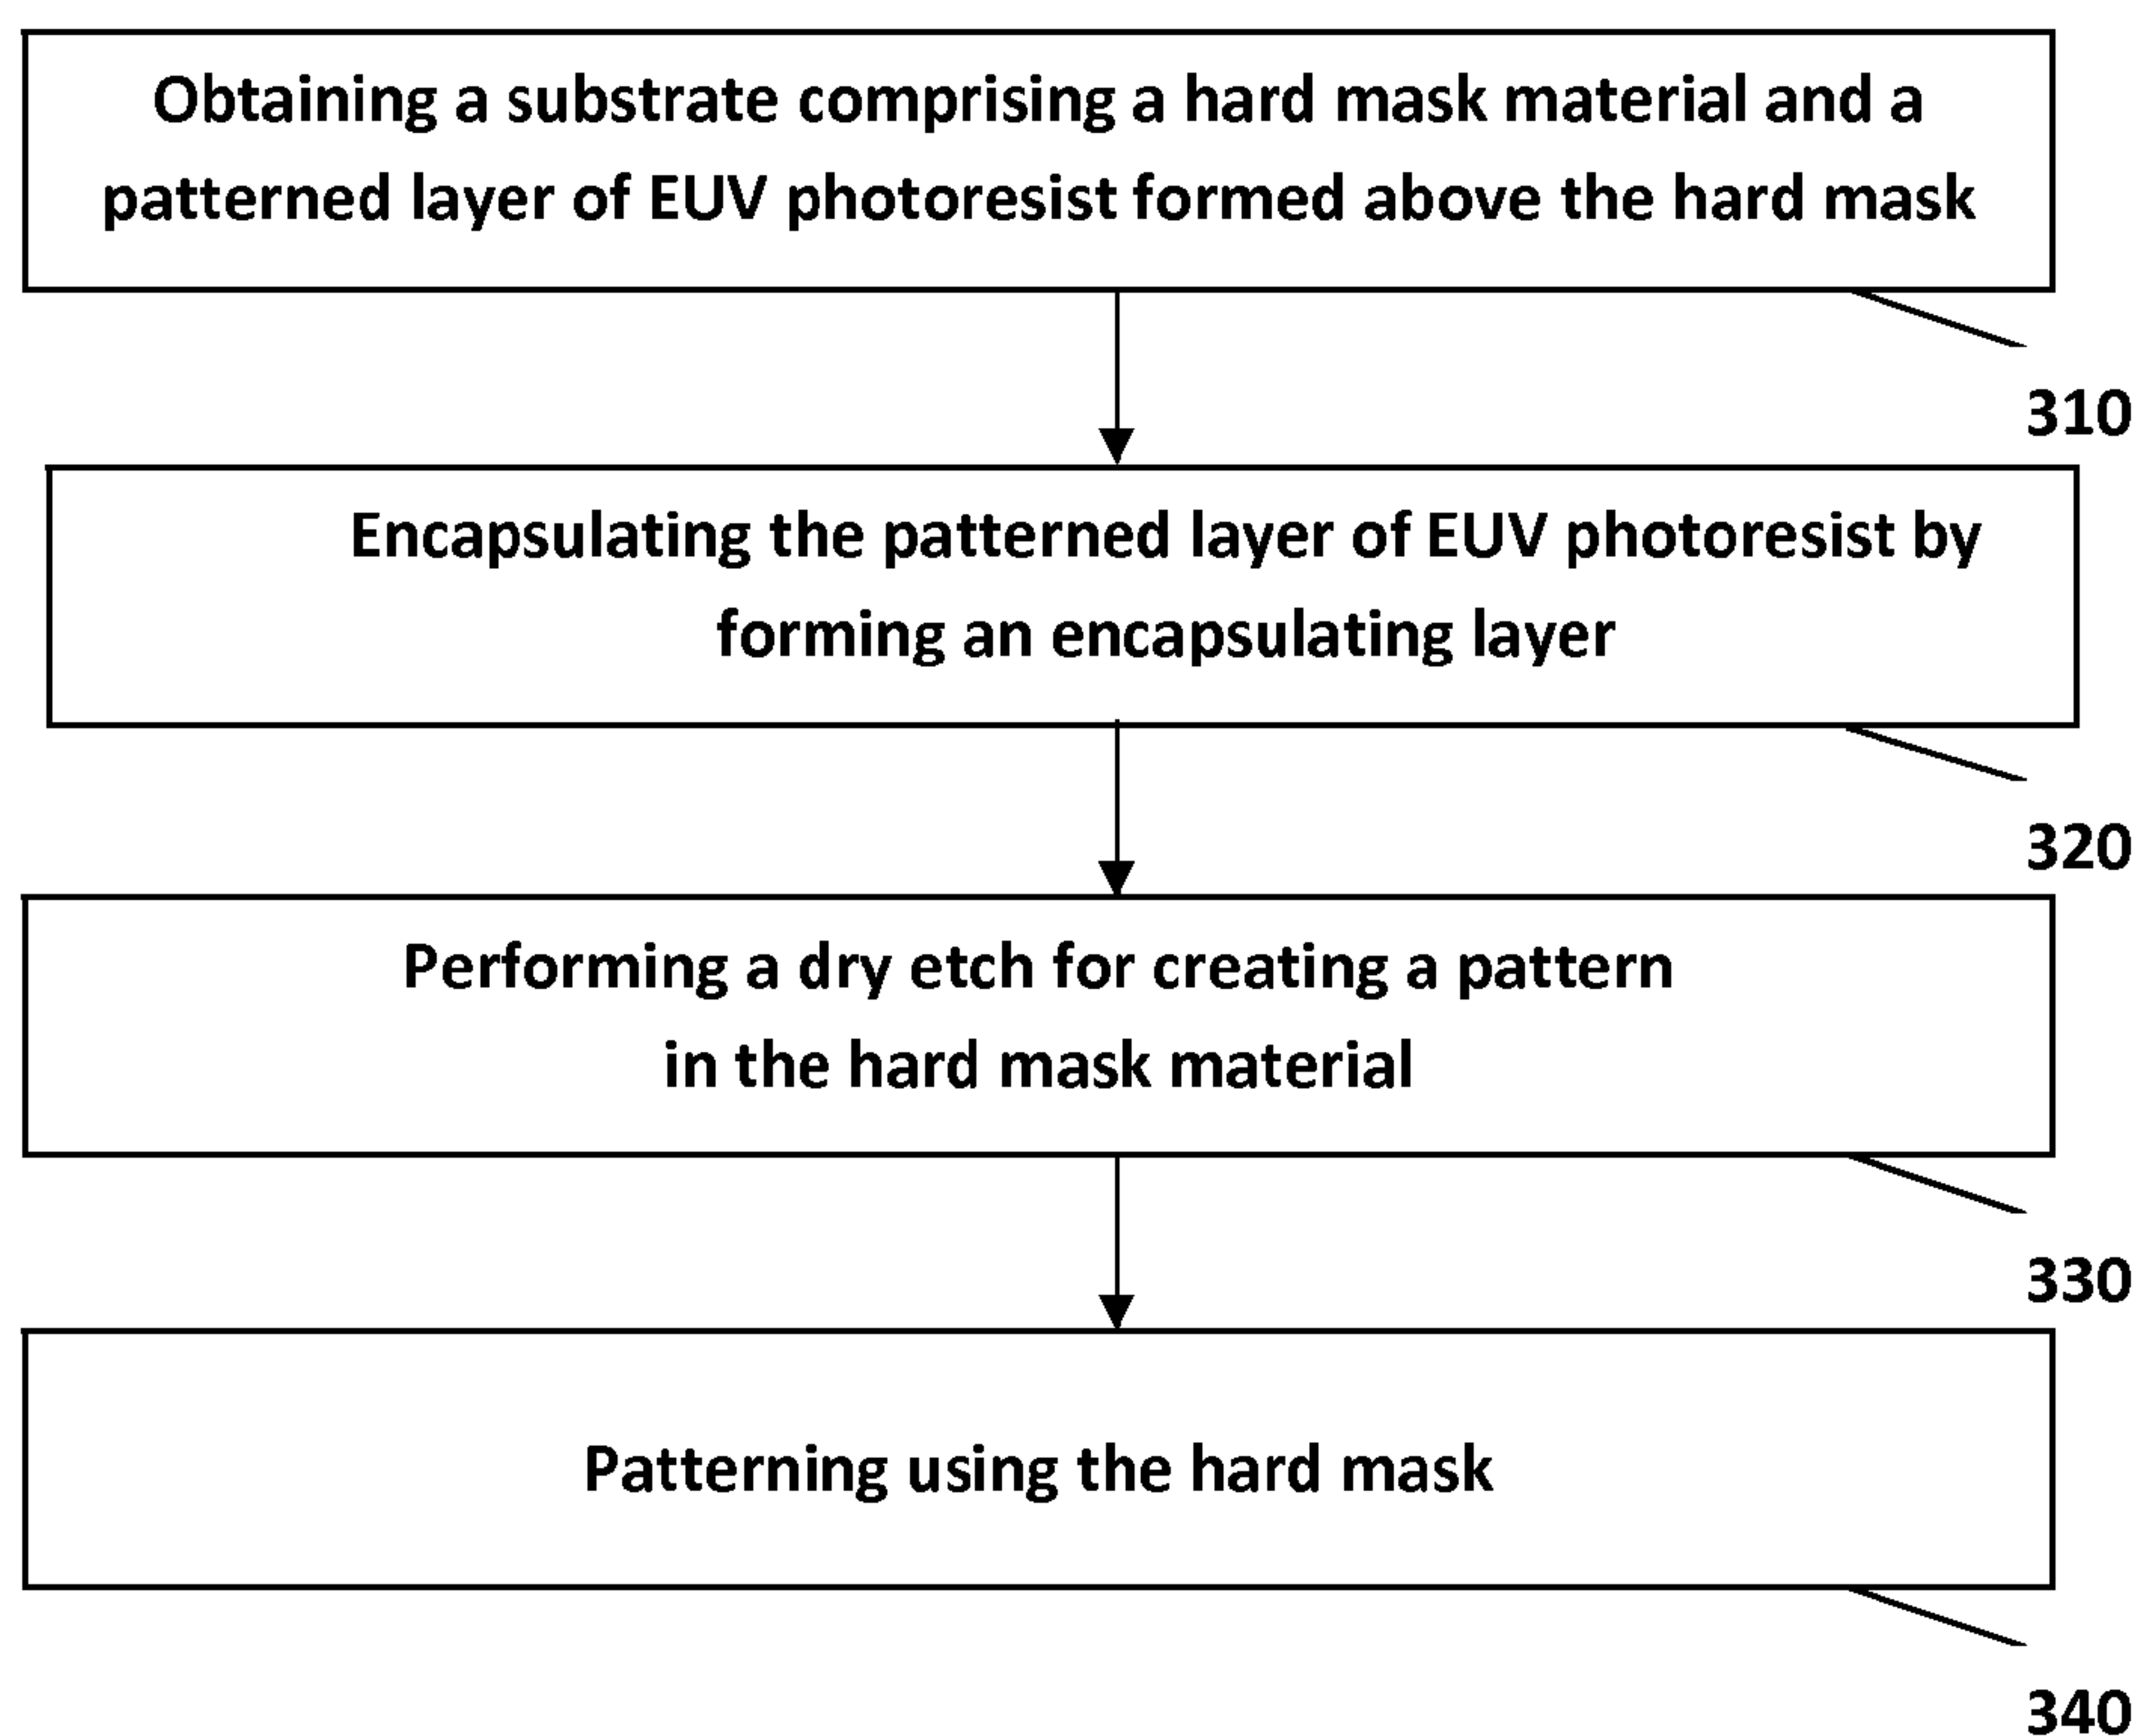 Obtaining a substrate comprising a hard mask material and a
patterned layer of EUV photoresist formed above the hard mask
310
Encapsulating the patterned layer of EUV photoresist by
forming an encapsulating layer
320
Performing a dry etch for creating a pattern
in the hard mask material
330
Patterning using the hard mask
340